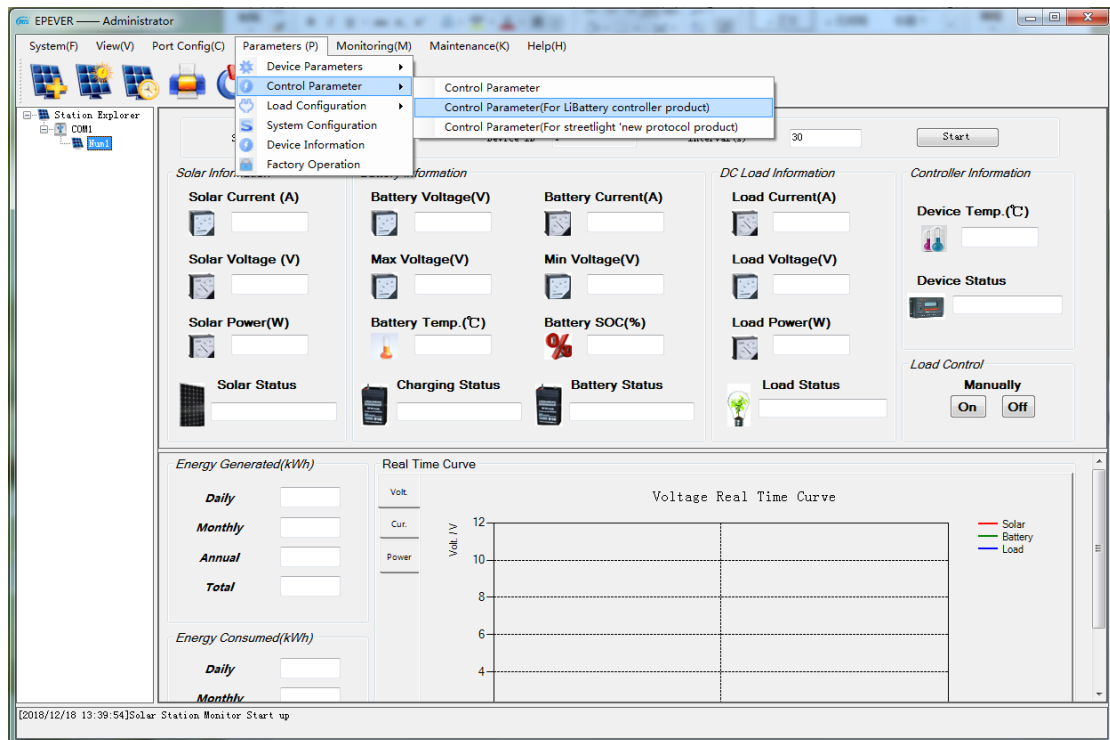 EPEVER —— Administrator
System(F) View(V) Port Config(C) Parameters (P) Monitoring(M) Maintenance(K) Help(H)
Device Parameters
Control Parameter
Load Configuration
System Configuration
Device Information
Factory Operation
Control Parameter
Control Parameter(For LiBattery controller product)
Control Parameter(For streetlight 'new protocol product)
Station Explorer
COM1
Num1
30
Start
Solar Information
Solar Current (A)
Solar Voltage (V)
Solar Power(W)
Solar Status
Battery Voltage(V) Battery Current(A)
Max Voltage(V) Min Voltage(V)
Battery Temp.(℃) Battery SOC(%)
Charging Status Battery Status
DC Load Information
Load Current(A)
Load Voltage(V)
Load Power(W)
Load Status
Controller Information
Device Temp.(℃)
Device Status
Load Control
Manually
On Off
Energy Generated(kWh)
Daily
Monthly
Annual
Total
Energy Consumed(kWh)
Daily
Monthly
Real Time Curve
Volt.
Cur.
Power
Voltage Real Time Curve
Volt. / V
12
10
8
6
4
Solar
Battery
Load
[2018/12/18 13:39:54]Solar Station Monitor Start up